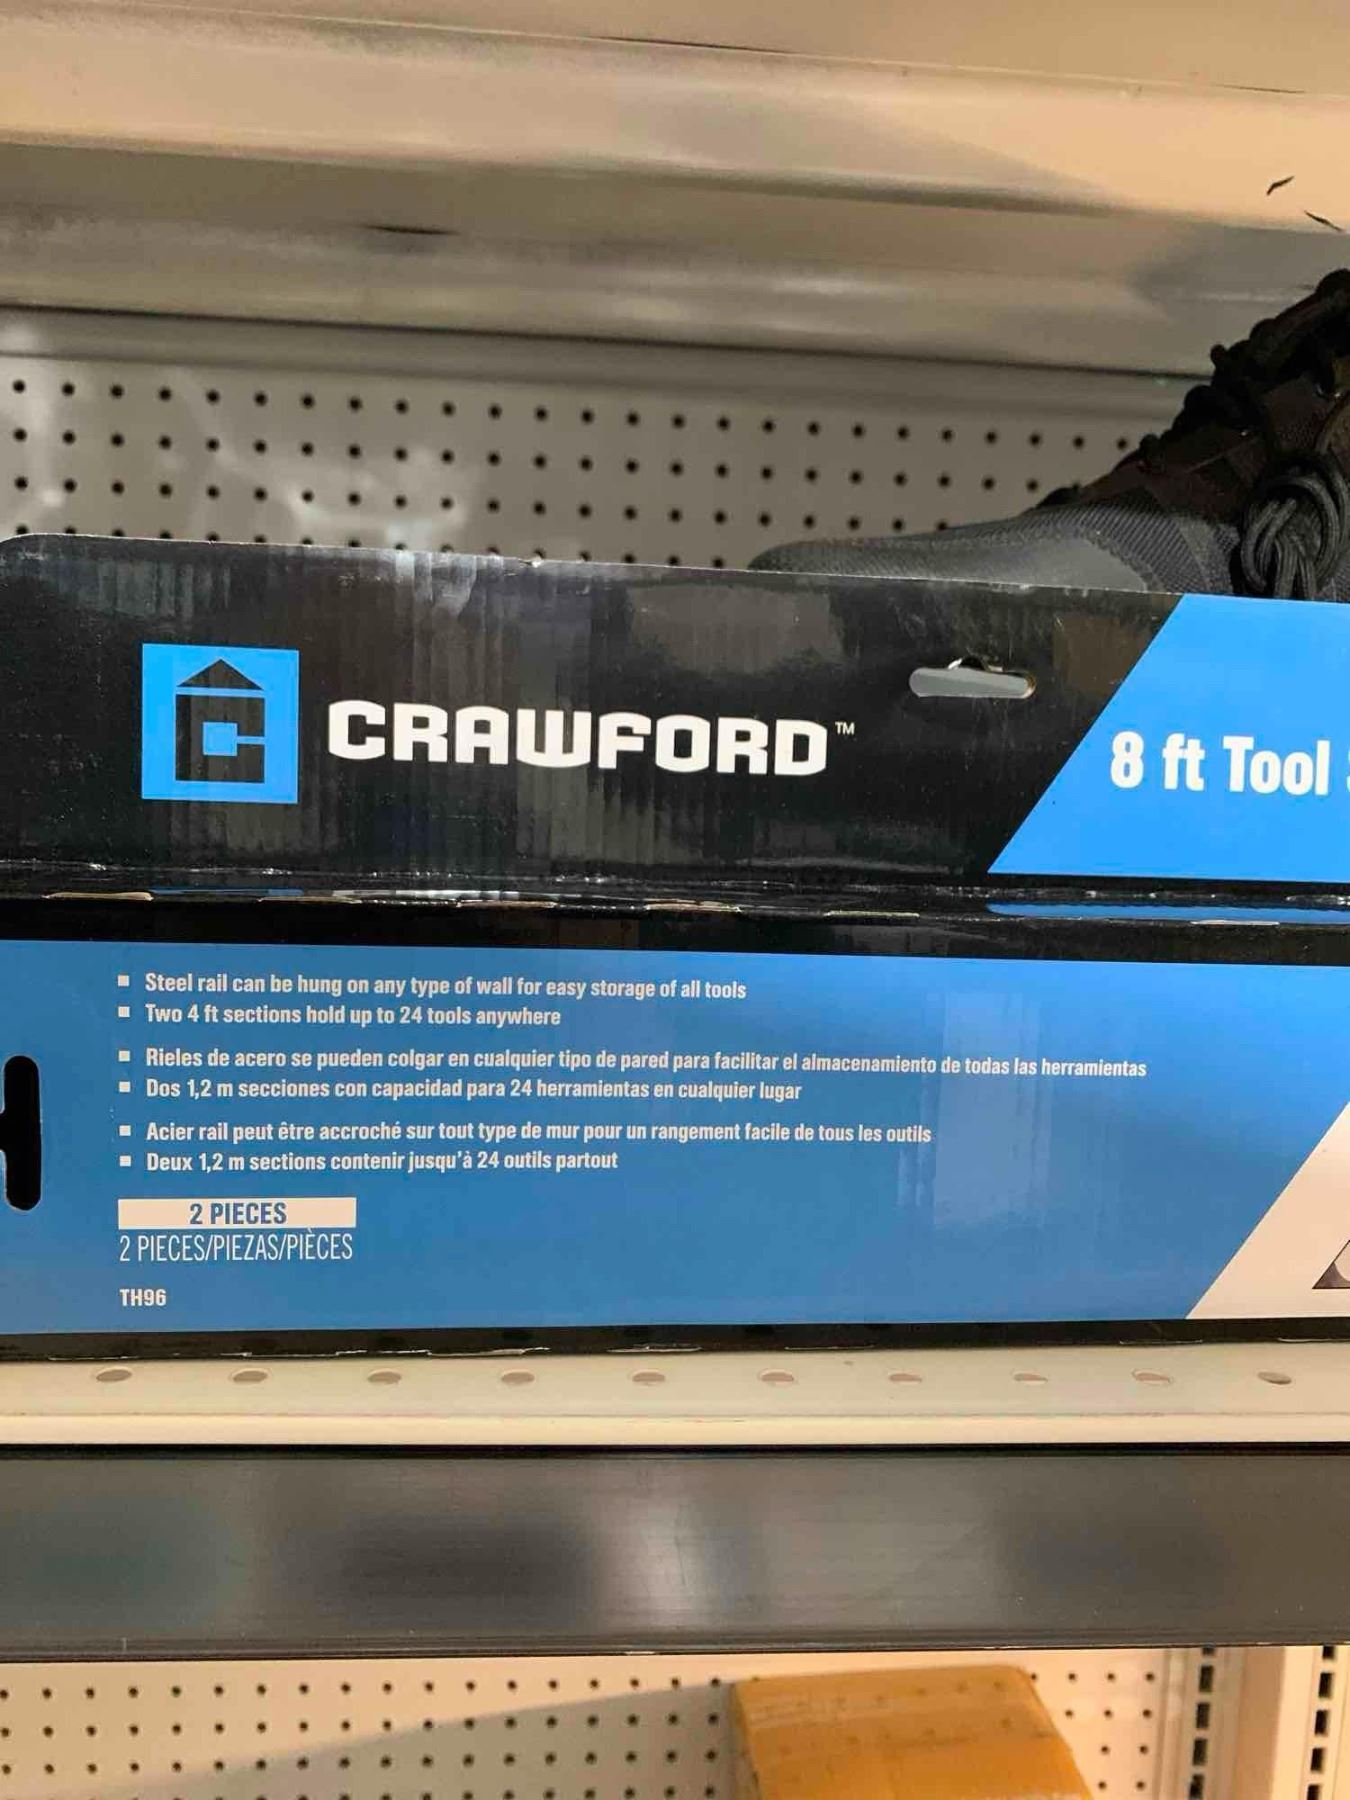 CRAWFORD™
8 ft Tool
▪ Steel rail can be hung on any type of wall for easy storage of all tools
▪ Two 4 ft sections hold up to 24 tools anywhere
▪ Rieles de acero se pueden colgar en cualquier tipo de pared para facilitar el almacenamiento de todas las herramientas
▪ Dos 1,2 m secciones con capacidad para 24 herramientas en cualquier lugar
▪ Acier rail peut être accroché sur tout type de mur pour un rangement facile de tous les outils
▪ Deux 1,2 m sections contenir jusqu'à 24 outils partout
2 PIECES
2 PIECES/PIEZAS/PIÈCES
TH96